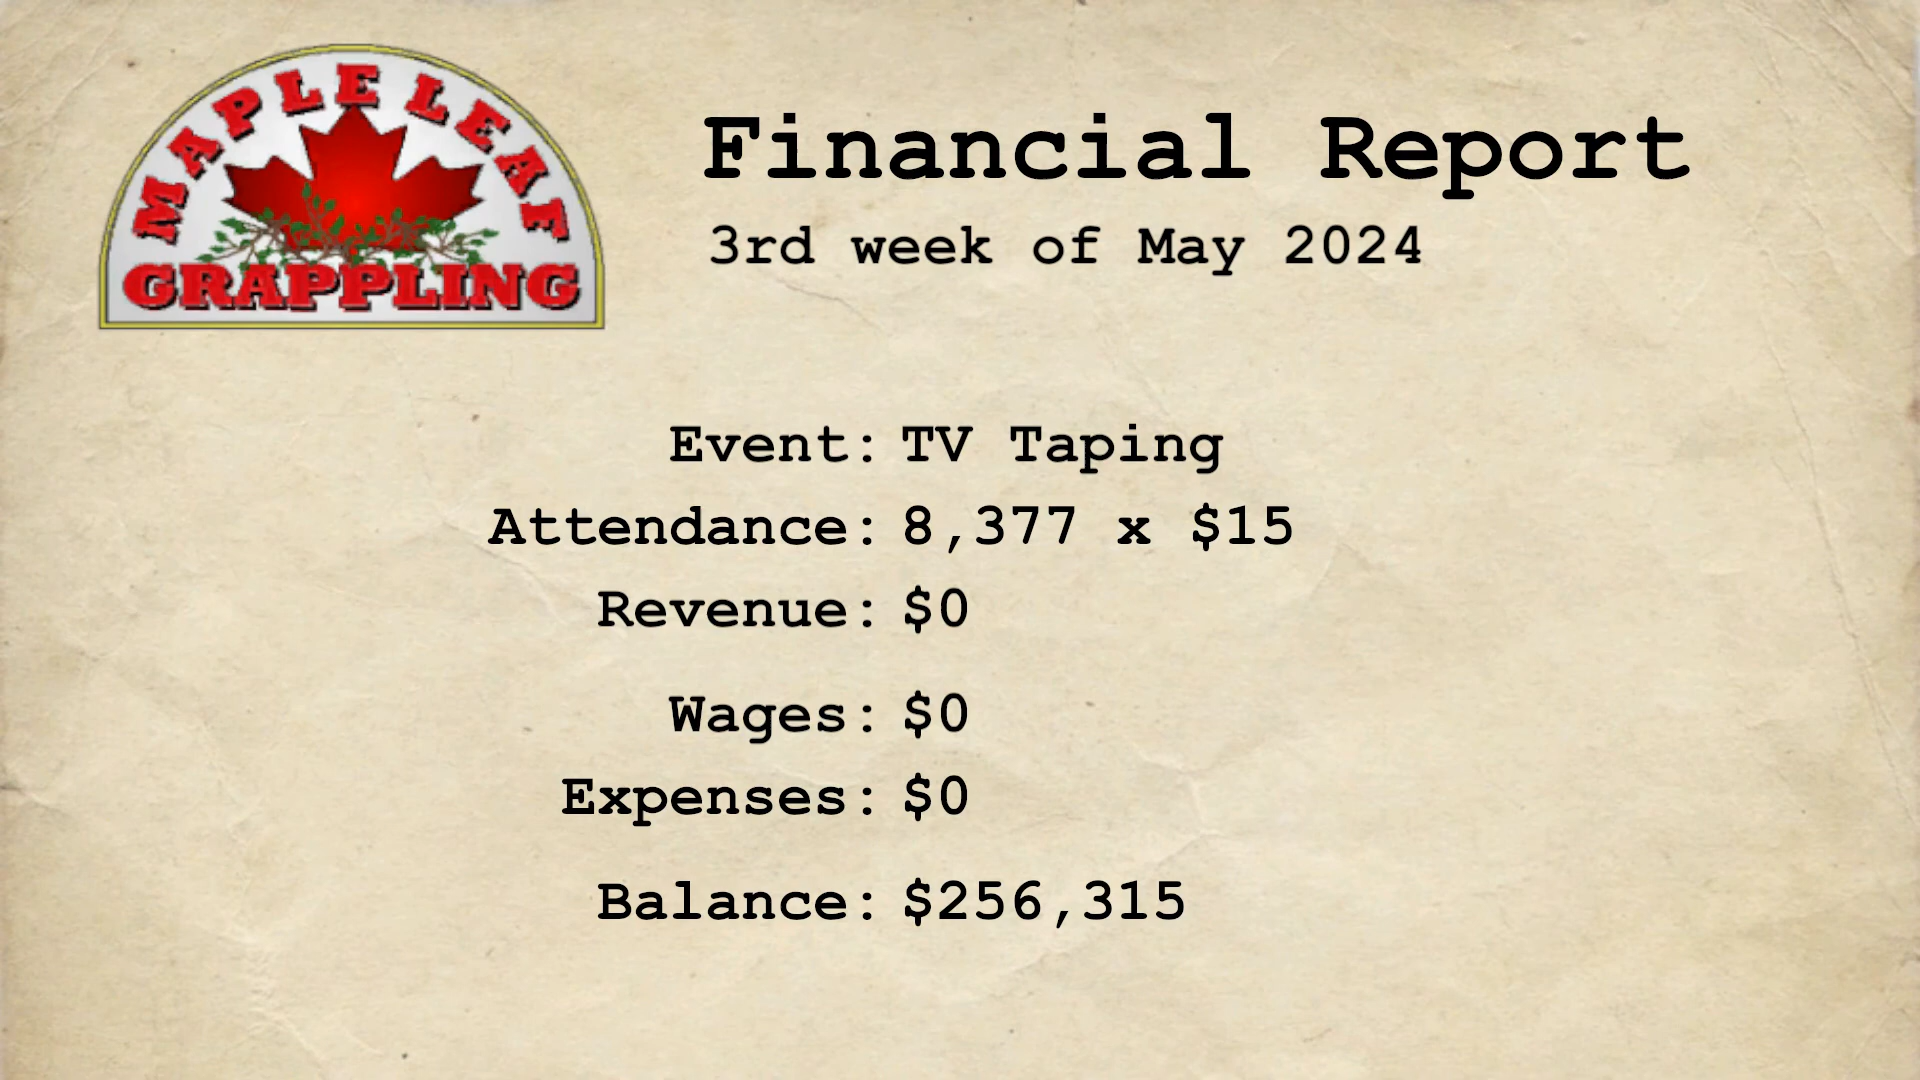 MAPLE LEAF
GRAPPLING
Financial Report
3rd week of May 2024
Event: TV Taping
Attendance: 8,377 x $15
Revenue: $0
Wages: $0
Expenses: $0
Balance: $256,315